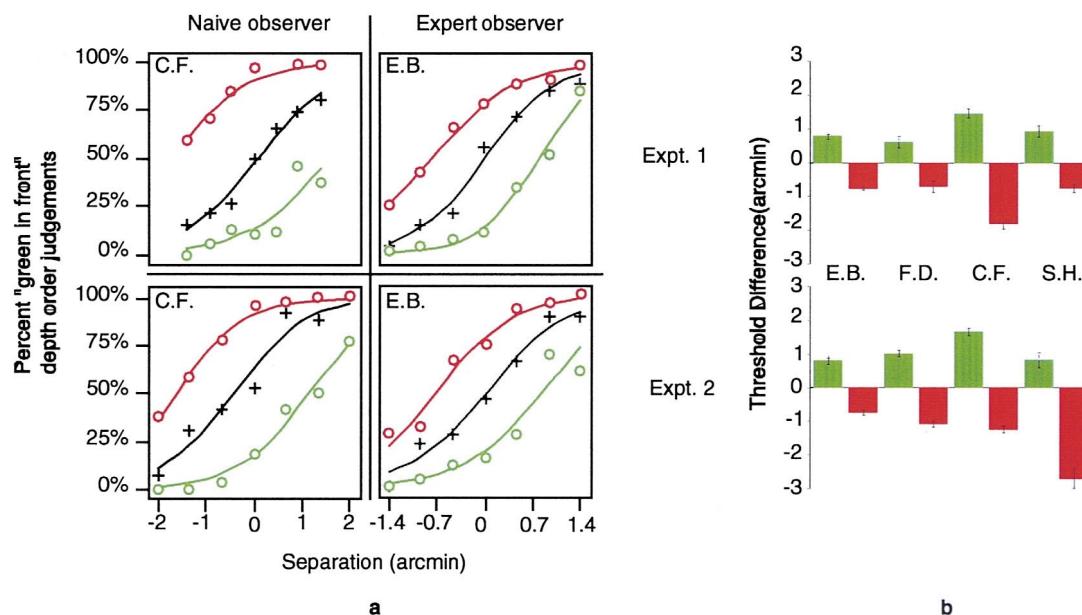 Naive observer
Expert observer
Percent "green in front"
depth order judgements
100%
75%
50%
25%
0%
C.F.
E.B.
100%
75%
50%
25%
0%
C.F.
E.B.
-2
-1
0
1
2
-1.4
-0.7
0
0.7
1.4
Separation (arcmin)
a
Expt. 1
Expt. 2
Threshold Difference(arcmin)
3
2
1
0
-1
-2
-3
E.B.
F.D.
C.F.
S.H.
3
2
1
0
-1
-2
-3
b